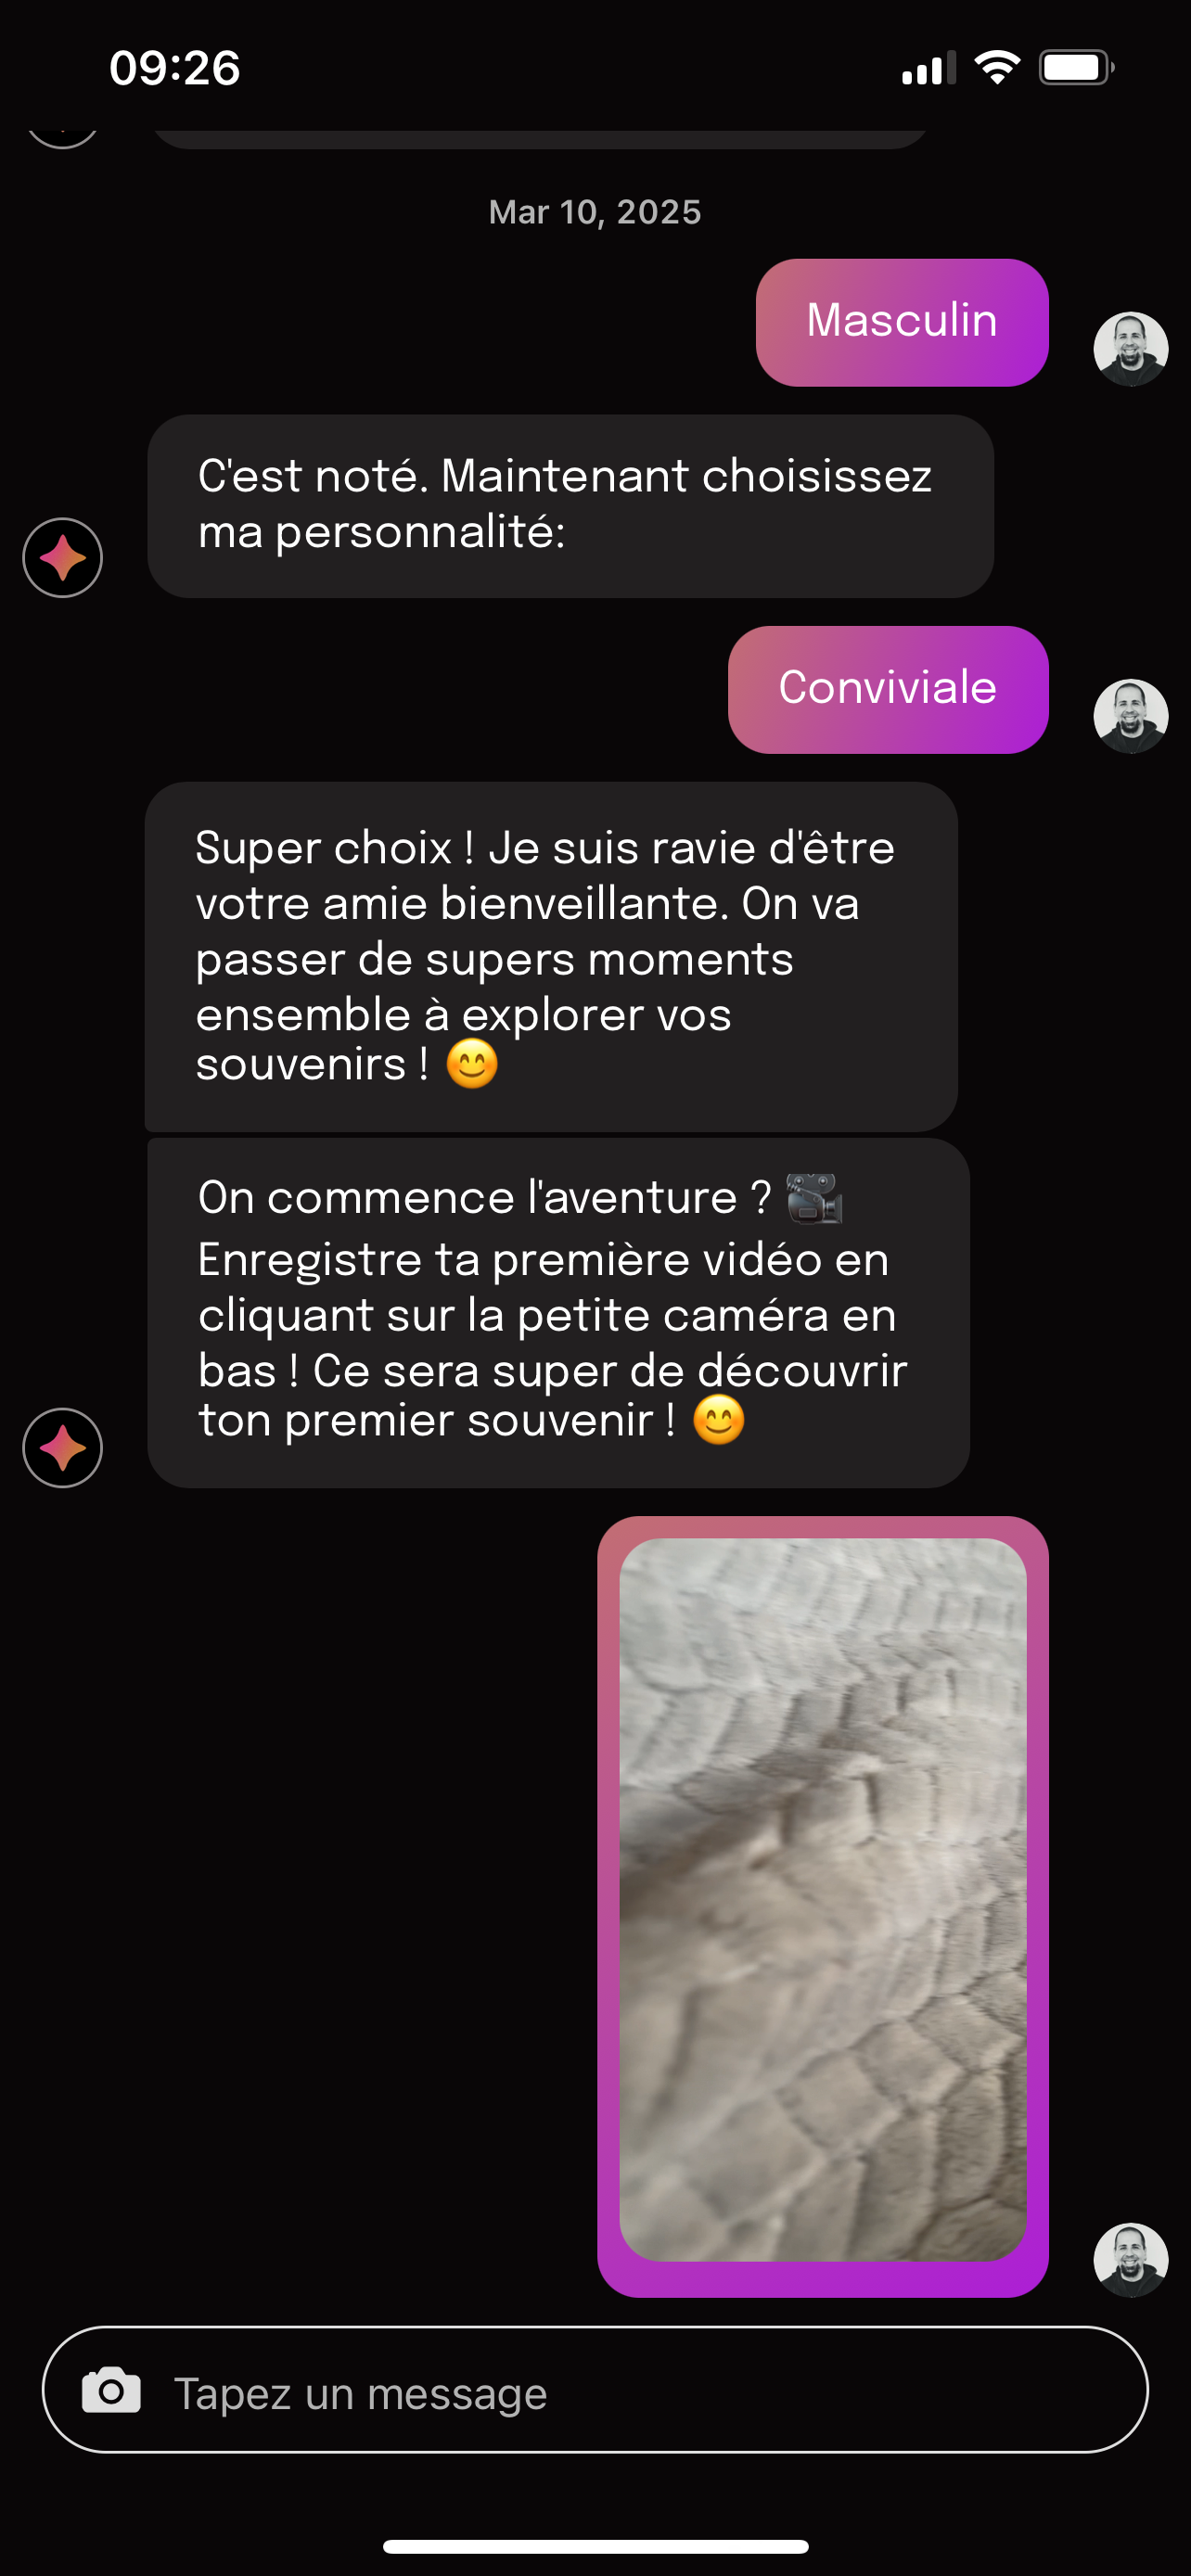 09:26
Mar 10, 2025
Masculin
C'est noté. Maintenant choisissez
ma personnalité:
Conviviale
Super choix ! Je suis ravie d'être
votre amie bienveillante. On va
passer de supers moments
ensemble à explorer vos
souvenirs ! 😊
On commence l'aventure ? 🎥
Enregistre ta première vidéo en
cliquant sur la petite caméra en
bas ! Ce sera super de découvrir
ton premier souvenir ! 😊
Tapez un message